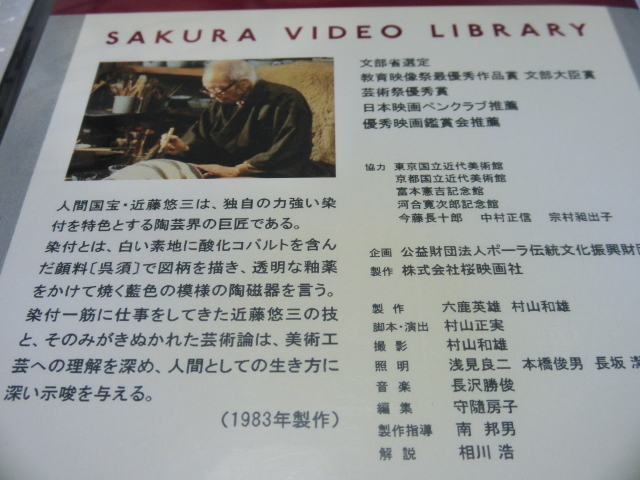 SAKURA VIDEO LIBRARY
人間国宝・近藤悠三は、独自の力強い染
付を特色とする陶芸界の巨匠である。
染付とは、白い素地に酸化コバルトを含ん
だ顔料〔呉須〕で図柄を描き、透明な釉薬
をかけて焼く藍色の模様の陶磁器を言う。
染付一筋に仕事をしてきた近藤悠三の技
と、そのみがきぬかれた芸術論は、美術工
芸への理解を深め、人間としての生き方に
深い示唆を与える。
（1983年製作）
文部省選定
教育映像祭最優秀作品賞 文部大臣賞
芸術祭優秀賞
日本映画ペンクラブ推薦
優秀映画鑑賞会推薦
協力 東京国立近代美術館
京都国立近代美術館
富本憲吉記念館
河合寛次郎記念館
今藤長十郎 中村正信 宗村昶出子
企画 公益財団法人ポーラ伝統文化振興財団
製作 株式会社桜映画社
製作 六鹿英雄 村山和雄
脚本・演出 村山正実
撮影 村山和雄
照明 浅見良二 本橋俊男 長坂
音楽 長沢勝俊
編集 守隨房子
製作指導 南 邦男
解説 相川 浩